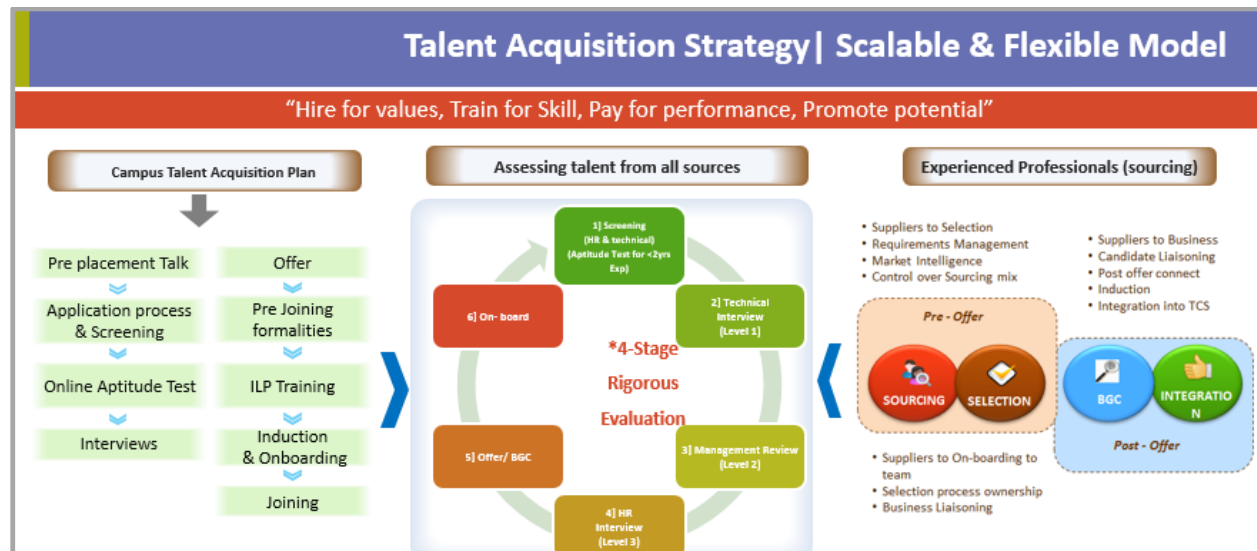 Talent Acquisition Strategy| Scalable & Flexible Model
“Hire for values, Train for Skill, Pay for performance, Promote potential”
Campus Talent Acquisition Plan
Pre placement Talk
Application process
& Screening
Online Aptitude Test
Interviews
Offer
Pre Joining
formalities
ILP Training
Induction
& Onboarding
Joining
Assessing talent from all sources
1] Screening
(HR & technical)
(Aptitude Test for <2yrs
Exp)
2] Technical
Interview
(Level 1)
3] Management Review
(Level 2)
4] HR
Interview
(Level 3)
5] Offer/ BGC
6] On- board
*4-Stage
Rigorous
Evaluation
Experienced Professionals (sourcing)
• Suppliers to Selection
• Requirements Management
• Market Intelligence
• Control over Sourcing mix
• Suppliers to Business
• Candidate Liaisoning
• Post offer connect
• Induction
• Integration into TCS
Pre - Offer
SOURCING
SELECTION
BGC
INTEGRATIO
N
Post - Offer
• Suppliers to On-boarding to
team
• Selection process ownership
• Business Liaisoning